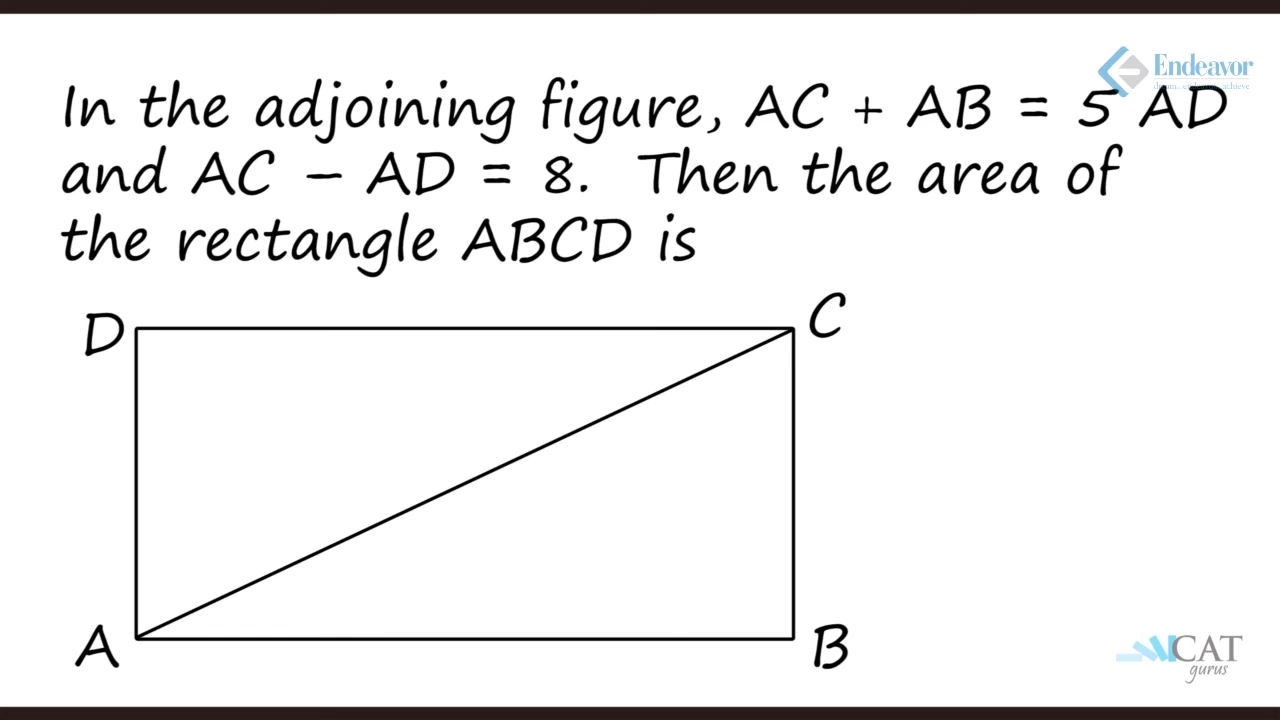 Endeavor
In the adjoining figure, AC + AB = 5 AD
and AC – AD = 8. Then the area of
the rectangle ABCD is
D
C
A
B
CAT
gurus